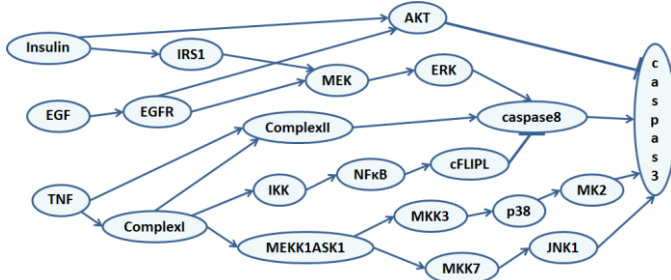 AKT
Insulin
IRS1
MEK
ERK
EGF
EGFR
ComplexII
caspase8
caspas3
IKK
NFκB
cFLIPL
TNF
ComplexI
MKK3
p38
MK2
MEKK1ASK1
MKK7
JNK1